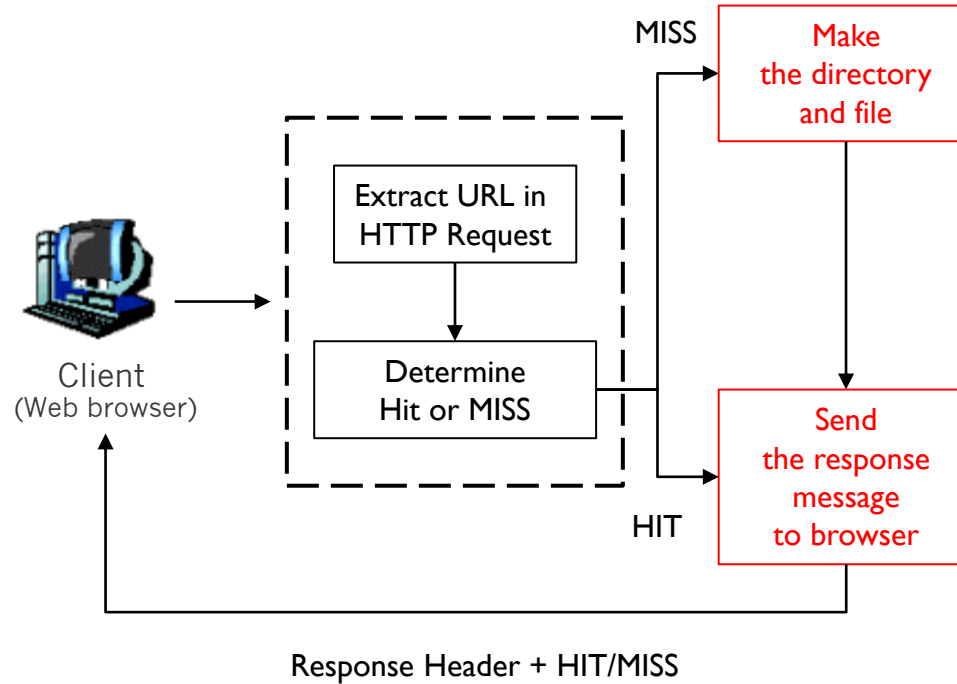 MISS
Make
the directory
and file
Extract URL in
HTTP Request
Client
(Web browser)
Determine
Hit or MISS
Send
the response
message
to browser
HIT
Response Header + HIT/MISS